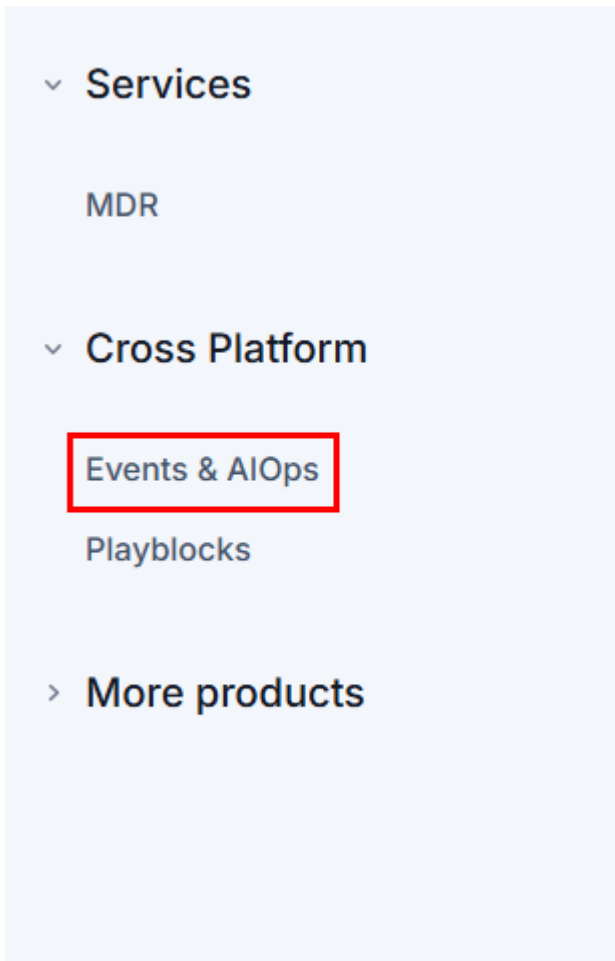 Services
MDR
Cross Platform
Events & AIOps
Playblocks
More products